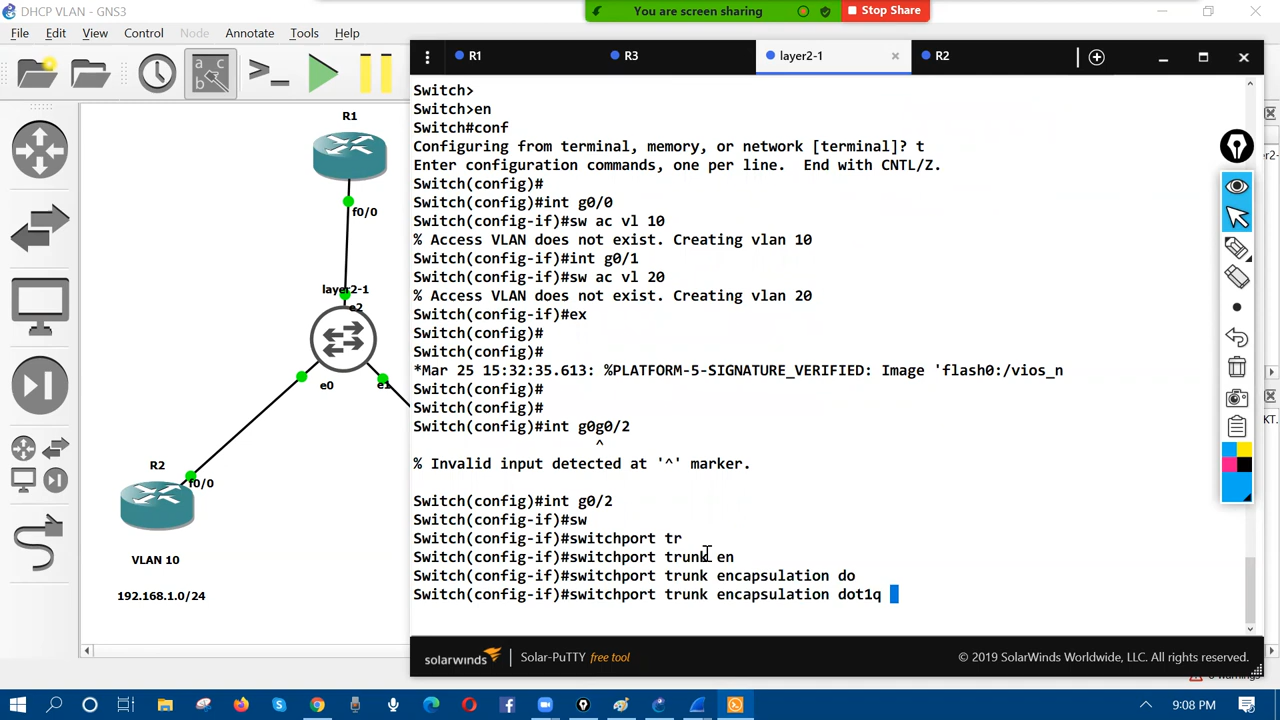 DHCP VLAN - GNS3
You are screen sharing
Stop Share
File Edit View Control Node Annotate Tools Help
R1
R3
layer2-1
R2
Switch>
Switch>en
Switch#conf
Configuring from terminal, memory, or network [terminal]? t
Enter configuration commands, one per line.  End with CNTL/Z.
Switch(config)#
Switch(config)#int g0/0
Switch(config-if)#sw ac vl 10
% Access VLAN does not exist. Creating vlan 10
Switch(config-if)#int g0/1
Switch(config-if)#sw ac vl 20
% Access VLAN does not exist. Creating vlan 20
Switch(config-if)#ex
Switch(config)#
Switch(config)#
*Mar 25 15:32:35.613: %PLATFORM-5-SIGNATURE_VERIFIED: Image 'flash0:/vios_n
Switch(config)#
Switch(config)#
Switch(config)#int g0g0/2
^
% Invalid input detected at '^' marker.
Switch(config)#int g0/2
Switch(config-if)#sw
Switch(config-if)#switchport tr
Switch(config-if)#switchport trunk en
Switch(config-if)#switchport trunk encapsulation do
Switch(config-if)#switchport trunk encapsulation dot1q
R1
f0/0
layer2-1
e2
e0
e1
R2
f0/0
VLAN 10
192.168.1.0/24
solarwinds
Solar-PuTTY free tool
© 2019 SolarWinds Worldwide, LLC. All rights reserved.
9:08 PM